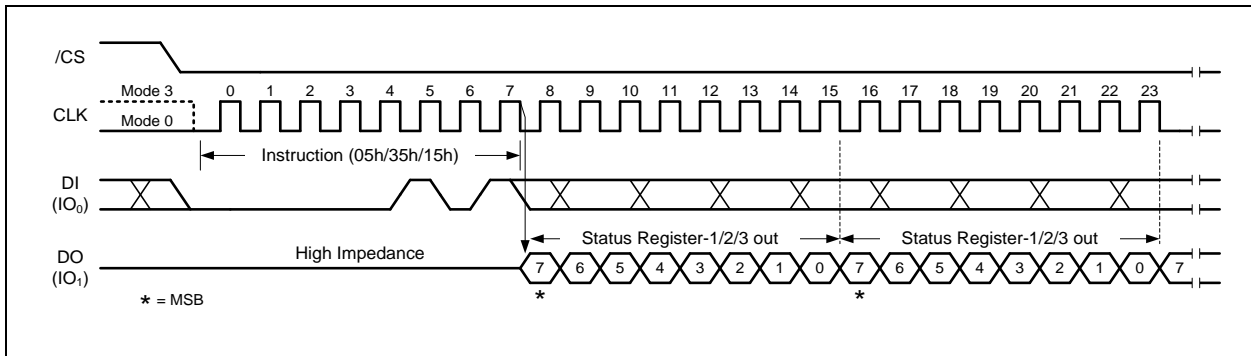 /CS
Mode 3
0 1 2 3 4 5 6 7 8 9 10 11 12 13 14 15 16 17 18 19 20 21 22 23
CLK
Mode 0
Instruction (05h/35h/15h)
DI
(IO₀)
Status Register-1/2/3 out Status Register-1/2/3 out
High Impedance
DO
(IO₁)
7 6 5 4 3 2 1 0 7 6 5 4 3 2 1 0 7
* = MSB * *